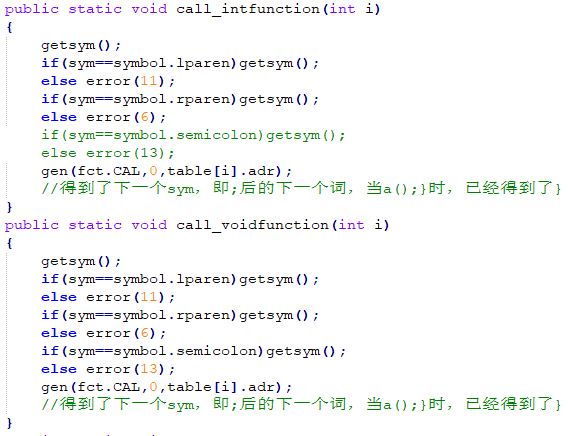 public static void call_intfunction(int i)
{
getsym();
if(sym==symbol.lparen)getsym();
else error(11);
if(sym==symbol.rparen)getsym();
else error(6);
if(sym==symbol.semicolon)getsym();
else error(13);
gen(fct.CAL,0,table[i].adr);
//得到了下一个sym，即;后的下一个词，当a();}时，已经得到了}
}
public static void call_voidfunction(int i)
{
getsym();
if(sym==symbol.lparen)getsym();
else error(11);
if(sym==symbol.rparen)getsym();
else error(6);
if(sym==symbol.semicolon)getsym();
else error(13);
gen(fct.CAL,0,table[i].adr);
//得到了下一个sym，即;后的下一个词，当a();}时，已经得到了}
}